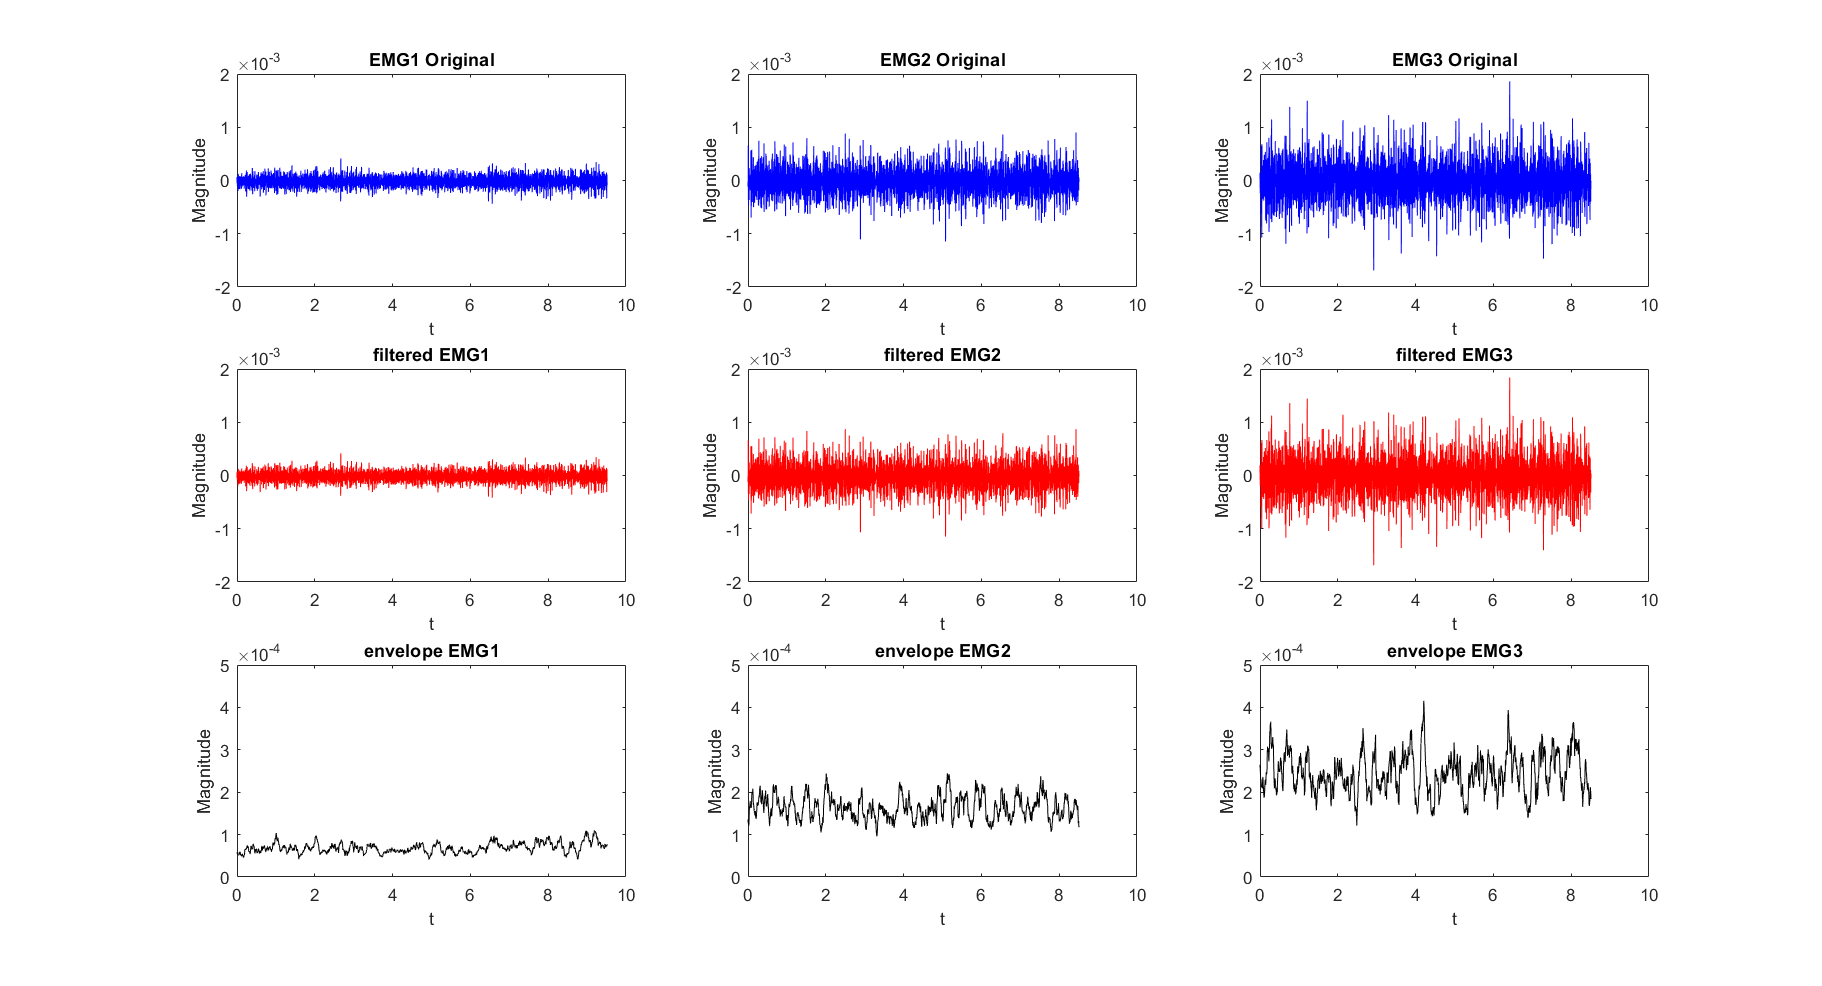 EMG1 Original
×10-3
2
1
0
-1
-2
Magnitude
0 2 4 6 8 10
t
EMG2 Original
×10-3
2
1
0
-1
-2
Magnitude
0 2 4 6 8 10
t
EMG3 Original
×10-3
2
1
0
-1
-2
Magnitude
0 2 4 6 8 10
t
filtered EMG1
×10-3
2
1
0
-1
-2
Magnitude
0 2 4 6 8 10
t
filtered EMG2
×10-3
2
1
0
-1
-2
Magnitude
0 2 4 6 8 10
t
filtered EMG3
×10-3
2
1
0
-1
-2
Magnitude
0 2 4 6 8 10
t
envelope EMG1
×10-4
5
4
3
2
1
0
Magnitude
0 2 4 6 8 10
t
envelope EMG2
×10-4
5
4
3
2
1
0
Magnitude
0 2 4 6 8 10
t
envelope EMG3
×10-4
5
4
3
2
1
0
Magnitude
0 2 4 6 8 10
t